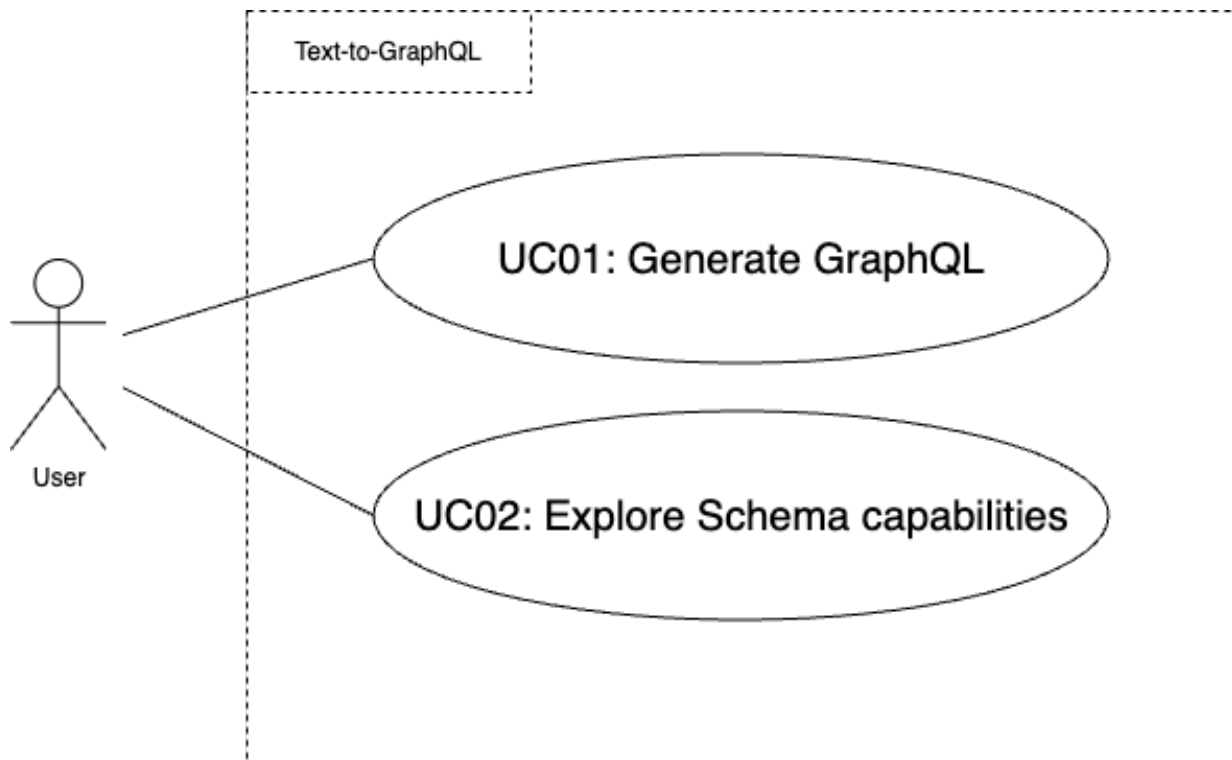 Text-to-GraphQL
UC01: Generate GraphQL
User
UC02: Explore Schema capabilities